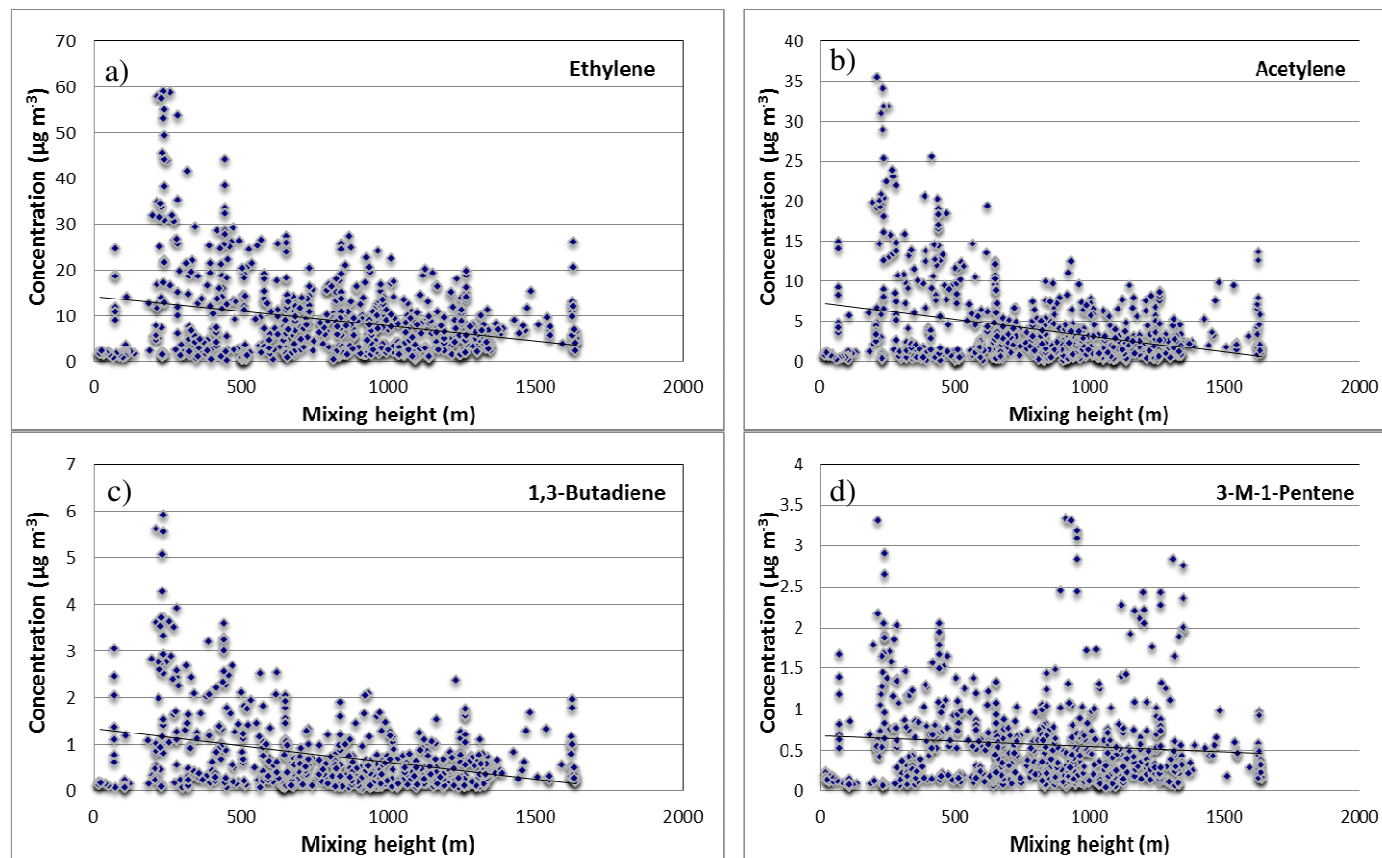 a)
Ethylene
Concentration (µg m-3)
70
60
50
40
30
20
10
0
0 500 1000 1500 2000
Mixing height (m)
b)
Acetylene
Concentration (µg m-3)
40
35
30
25
20
15
10
5
0
0 500 1000 1500 2000
Mixing height (m)
c)
1,3-Butadiene
Concentration (µg m-3)
7
6
5
4
3
2
1
0
0 500 1000 1500 2000
Mixing height (m)
d)
3-M-1-Pentene
Concentration (µg m-3)
4
3.5
3
2.5
2
1.5
1
0.5
0
0 500 1000 1500 2000
Mixing height (m)